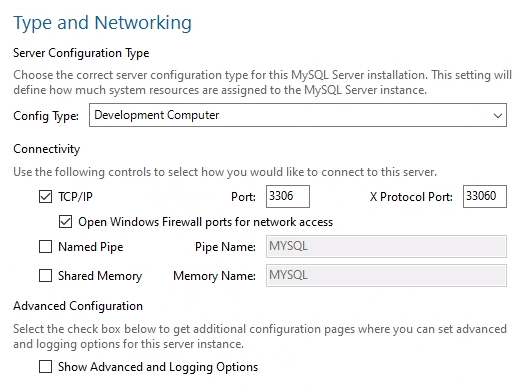 Type and Networking
Server Configuration Type
Choose the correct server configuration type for this MySQL Server installation. This setting will
define how much system resources are assigned to the MySQL Server instance.
Config Type: Development Computer
Connectivity
Use the following controls to select how you would like to connect to this server.
TCP/IP Port: 3306 X Protocol Port: 33060
Open Windows Firewall ports for network access
Named Pipe Pipe Name: MYSQL
Shared Memory Memory Name: MYSQL
Advanced Configuration
Select the check box below to get additional configuration pages where you can set advanced
and logging options for this server instance.
Show Advanced and Logging Options